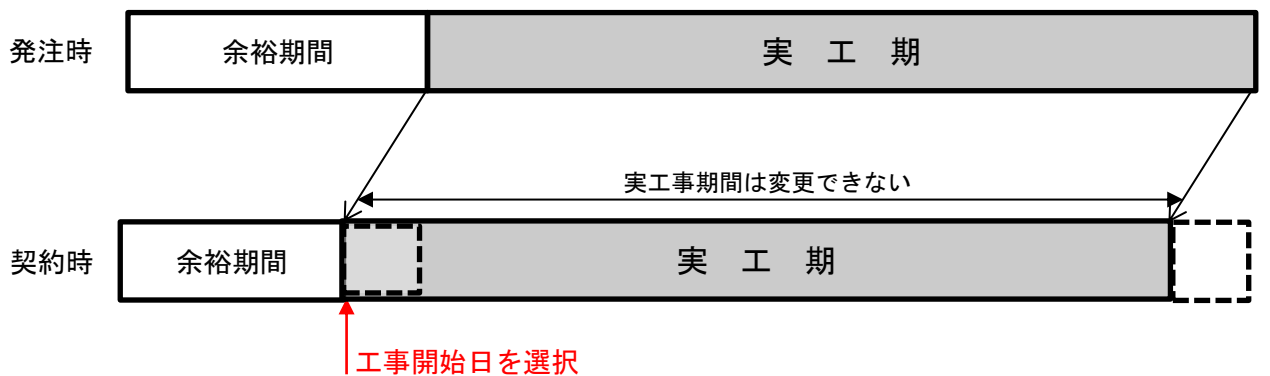 発注時 余裕期間 実 工 期
実工事期間は変更できない
契約時 余裕期間 実 工 期
工事開始日を選択